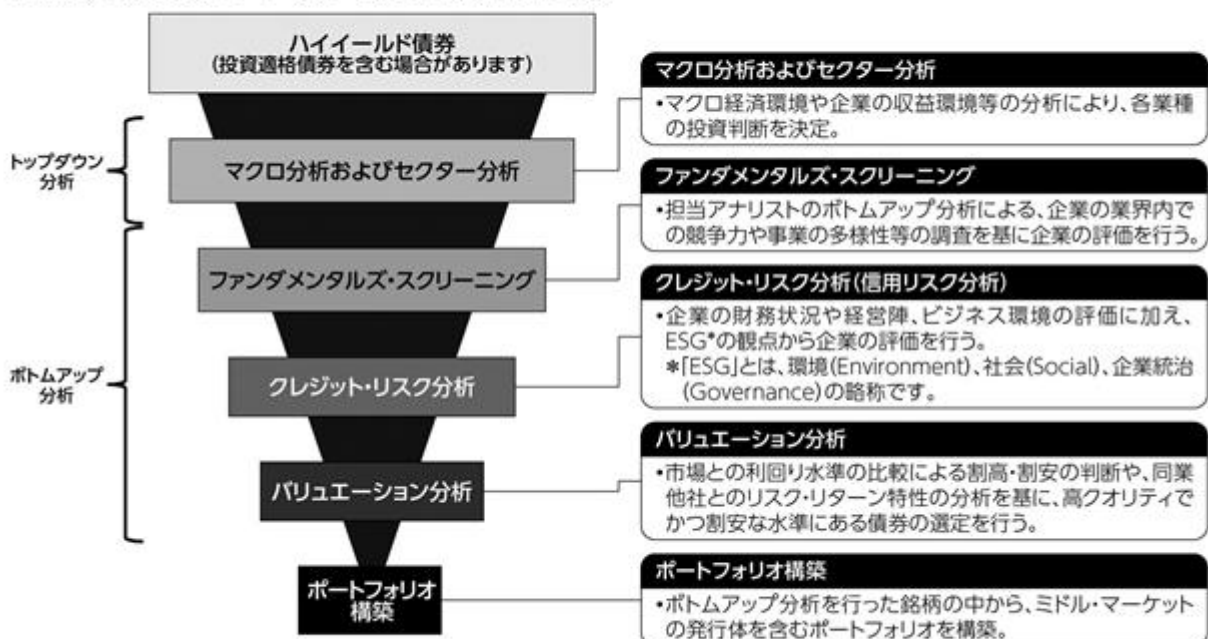 ハイイールド債券
(投資適格債券を含む場合があります)
トップダウン
分析
マクロ分析およびセクター分析
ファンダメンタルズ・スクリーニング
ボトムアップ
分析
クレジット・リスク分析
バリュエーション分析
ポートフォリオ
構築
マクロ分析およびセクター分析
•マクロ経済環境や企業の収益環境等の分析により、各業種
の投資判断を決定。
ファンダメンタルズ・スクリーニング
•担当アナリストのボトムアップ分析による、企業の業界内で
の競争力や事業の多様性等の調査を基に企業の評価を行う。
クレジット・リスク分析(信用リスク分析)
•企業の財務状況や経営陣、ビジネス環境の評価に加え、
ESG*の観点から企業の評価を行う。
*「ESG」とは、環境(Environment)、社会(Social)、企業統治
(Governance)の略称です。
バリュエーション分析
•市場との利回り水準の比較による割高・割安の判断や、同業
他社とのリスク・リターン特性の分析を基に、高クオリティで
かつ割安な水準にある債券の選定を行う。
ポートフォリオ構築
•ボトムアップ分析を行った銘柄の中から、ミドル・マーケット
の発行体を含むポートフォリオを構築。